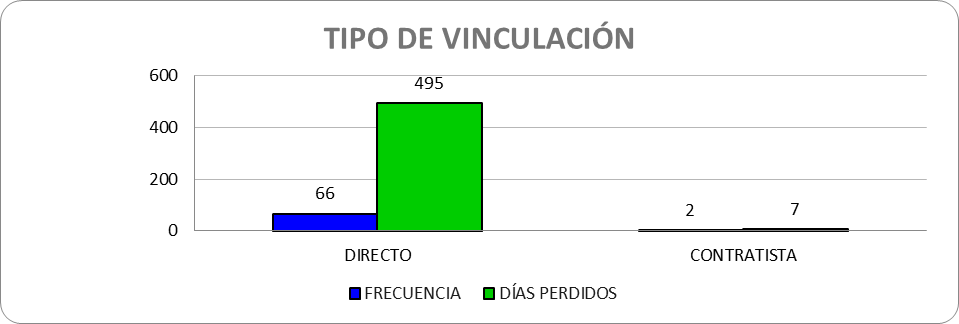 TIPO DE VINCULACIÓN
600
400
200
0
66
495
2
7
DIRECTO
CONTRATISTA
FRECUENCIA
DÍAS PERDIDOS